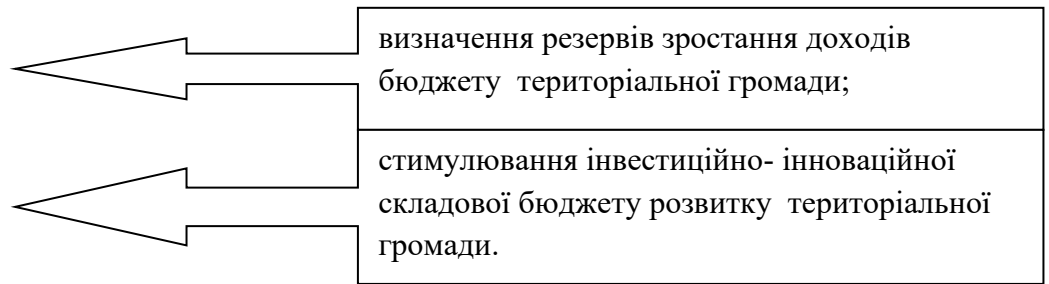 визначення резервів зростання доходів
бюджету  територіальної громади;
стимулювання інвестиційно- інноваційної
складової бюджету розвитку  територіальної
громади.